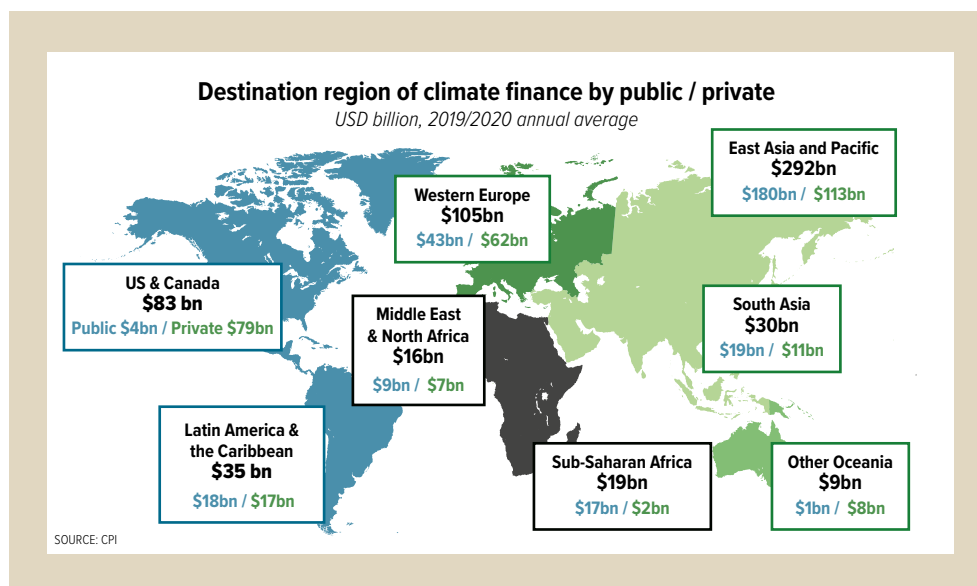 Destination region of climate finance by public / private
USD billion, 2019/2020 annual average
East Asia and Pacific
$292bn
$180bn / $113bn
Western Europe
$105bn
$43bn / $62bn
US & Canada
$83 bn
Public $4bn / Private $79bn
Middle East
& North Africa
$16bn
$9bn / $7bn
South Asia
$30bn
$19bn / $11bn
Latin America &
the Caribbean
$35 bn
$18bn / $17bn
Sub-Saharan Africa
$19bn
$17bn / $2bn
Other Oceania
$9bn
$1bn / $8bn
SOURCE: CPI